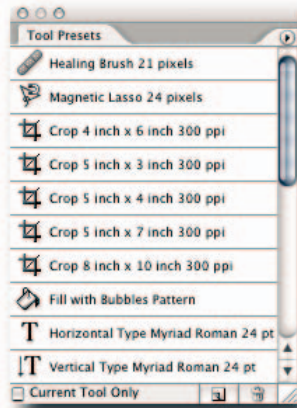 Tool Presets
Healing Brush 21 pixels
Magnetic Lasso 24 pixels
Crop 4 inch x 6 inch 300 ppi
Crop 5 inch x 3 inch 300 ppi
Crop 5 inch x 4 inch 300 ppi
Crop 5 inch x 7 inch 300 ppi
Crop 8 inch x 10 inch 300 ppi
Fill with Bubbles Pattern
T Horizontal Type Myriad Roman 24 pt
T Vertical Type Myriad Roman 24 pt
Current Tool Only